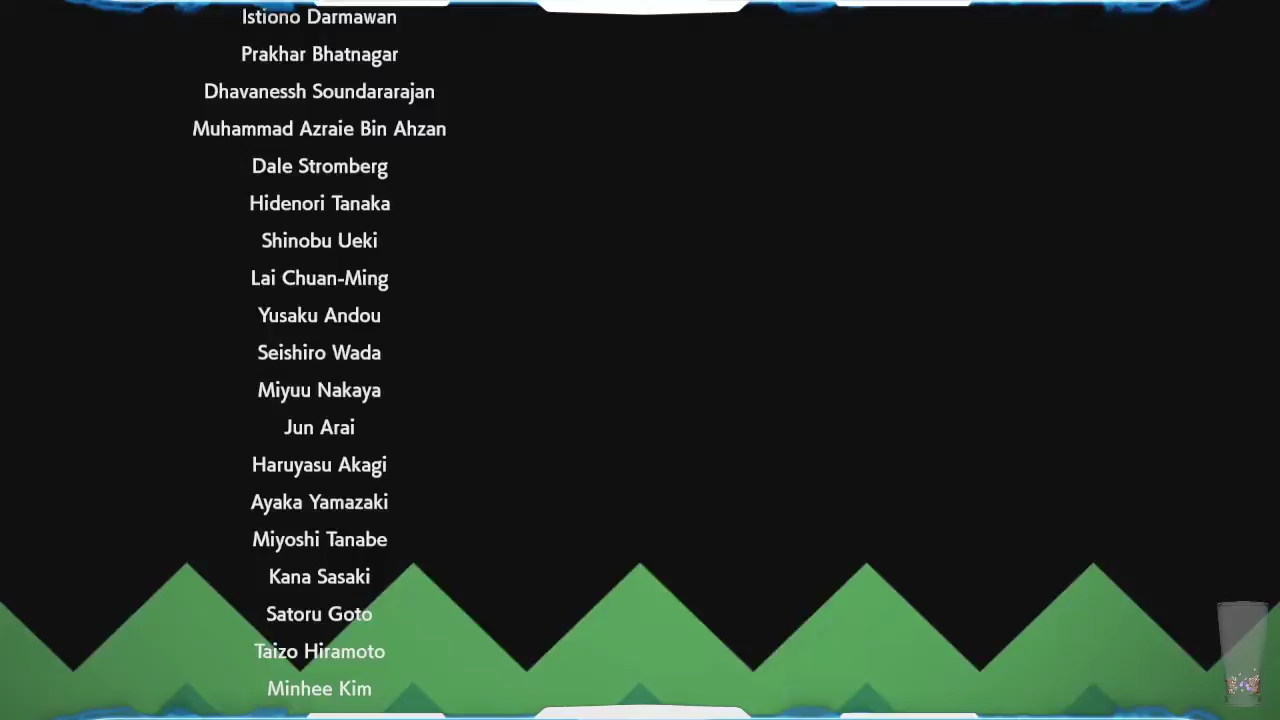 Istiono Darmawan
Prakhar Bhatnagar
Dhavanessh Soundararajan
Muhammad Azraie Bin Ahzan
Dale Stromberg
Hidenori Tanaka
Shinobu Ueki
Lai Chuan-Ming
Yusaku Andou
Seishiro Wada
Miyuu Nakaya
Jun Arai
Haruyasu Akagi
Ayaka Yamazaki
Miyoshi Tanabe
Kana Sasaki
Satoru Goto
Taizo Hiramoto
Minhee Kim